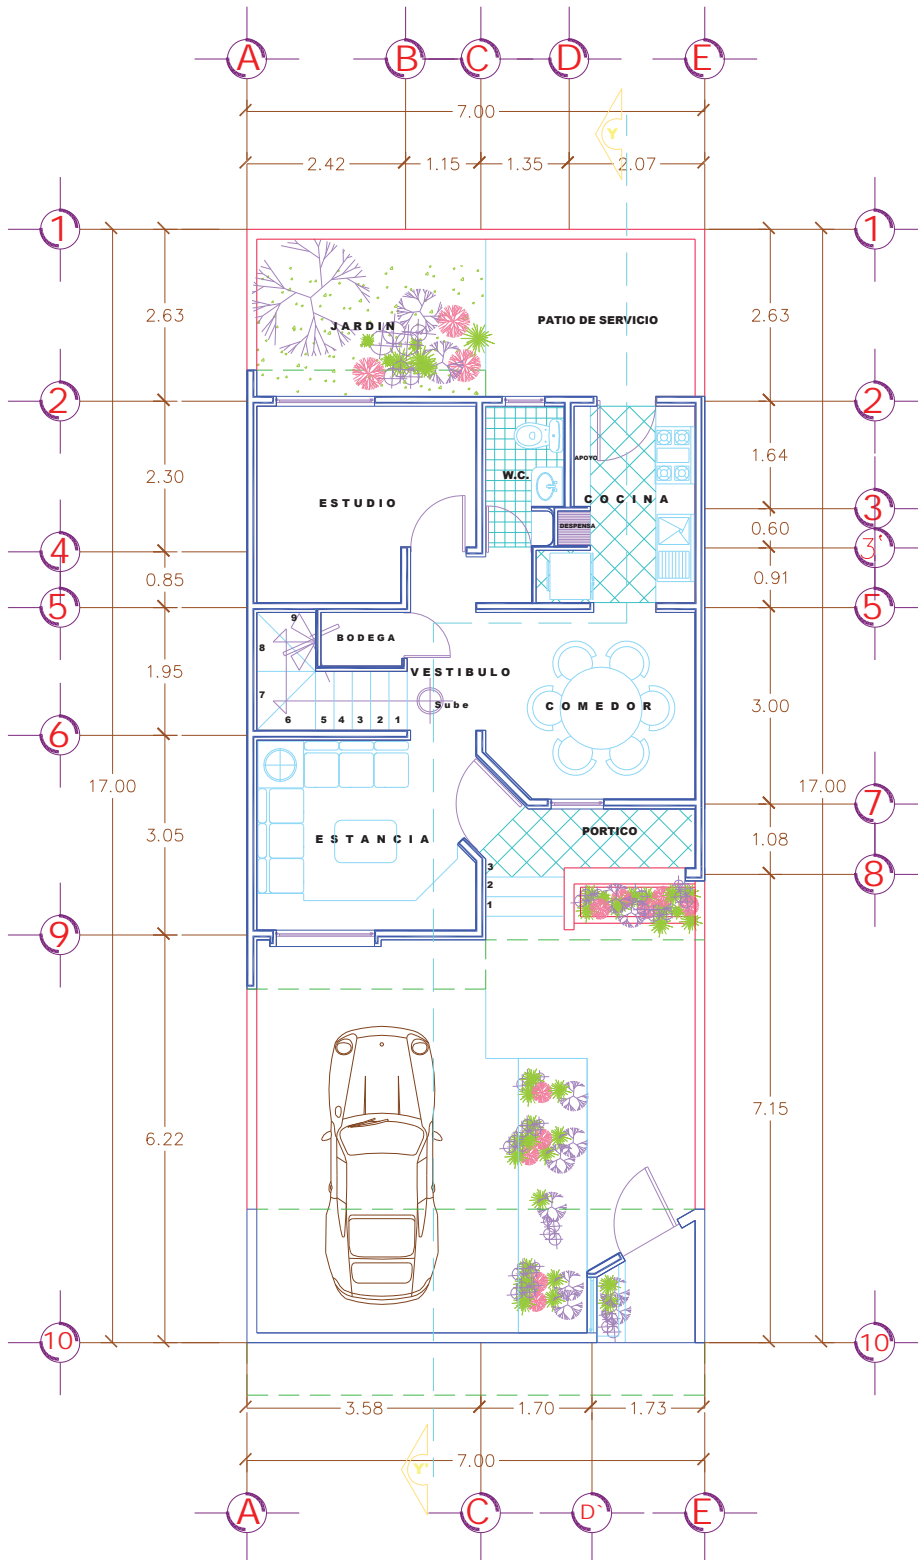 A B C D E
7.00
Y
2.42 1.15 1.35 2.07
1 1
2.63 2.63
JARDIN PATIO DE SERVICIO
2 2
1.64
APOYO
2.30 W.C.
ESTUDIO COCINA
3
DESPENSA 0.60
4 3`
0.85 0.91
5 5
9
8 BODEGA
1.95 VESTIBULO
7
Sube COMEDOR 3.00
6 5 4 3 2 1
6
17.00 17.00
7
3.05 ESTANCIA PORTICO 1.08
3
2 8
1
9
7.15
6.22
10 10
3.58 1.70 1.73
7.00
Y'
A C D` E